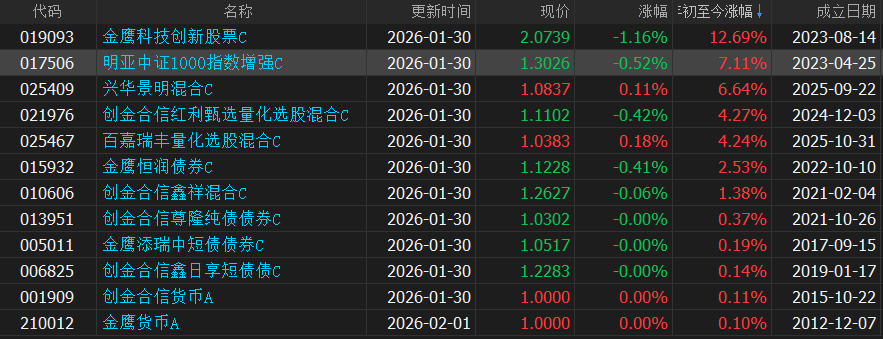 代码 名称 更新时间 现价 涨幅 年初至今涨幅↓ 成立日期
019093 金鹰科技创新股票C 2026-01-30 2.0739 -1.16% 12.69% 2023-08-14
017506 明亚中证1000指数增强C 2026-01-30 1.3026 -0.52% 7.11% 2023-04-25
025409 兴华景明混合C 2026-01-30 1.0837 0.11% 6.64% 2025-09-22
021976 创金合信红利甄选量化选股混合C 2026-01-30 1.1102 -0.42% 4.27% 2024-12-03
025467 百嘉瑞丰量化选股混合C 2026-01-30 1.0383 0.18% 4.24% 2025-10-31
015932 金鹰恒润债券C 2026-01-30 1.1228 -0.41% 2.53% 2022-10-10
010606 创金合信鑫祥混合C 2026-01-30 1.2627 -0.06% 1.38% 2021-02-04
013951 创金合信尊隆纯债债券C 2026-01-30 1.0302 -0.00% 0.37% 2021-10-26
005011 金鹰添瑞中短债债券C 2026-01-30 1.0517 -0.00% 0.19% 2017-09-15
006825 创金合信鑫日享短债债C 2026-01-30 1.2283 -0.00% 0.14% 2019-01-17
001909 创金合信货币A 2026-01-30 1.0000 0.00% 0.11% 2015-10-22
210012 金鹰货币A 2026-02-01 1.0000 0.00% 0.10% 2012-12-07